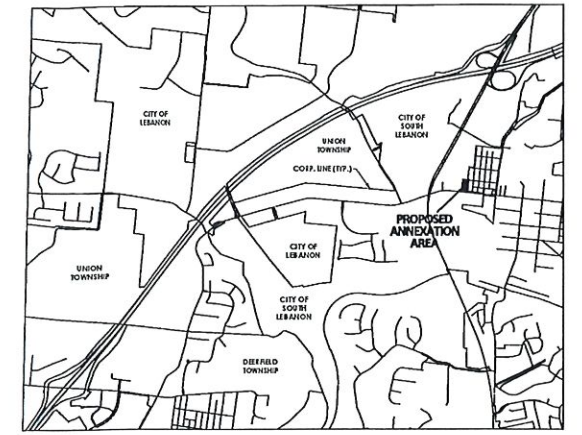 CITY OF
LEBANON
CITY OF
SOUTH
LEBANON
UNION
TOWNSHIP
CORP. LINE (TYP.)
PROPOSED
ANNEXATION
AREA
CITY OF
LEBANON
UNION
TOWNSHIP
CITY OF
SOUTH
LEBANON
DEERFIELD
TOWNSHIP